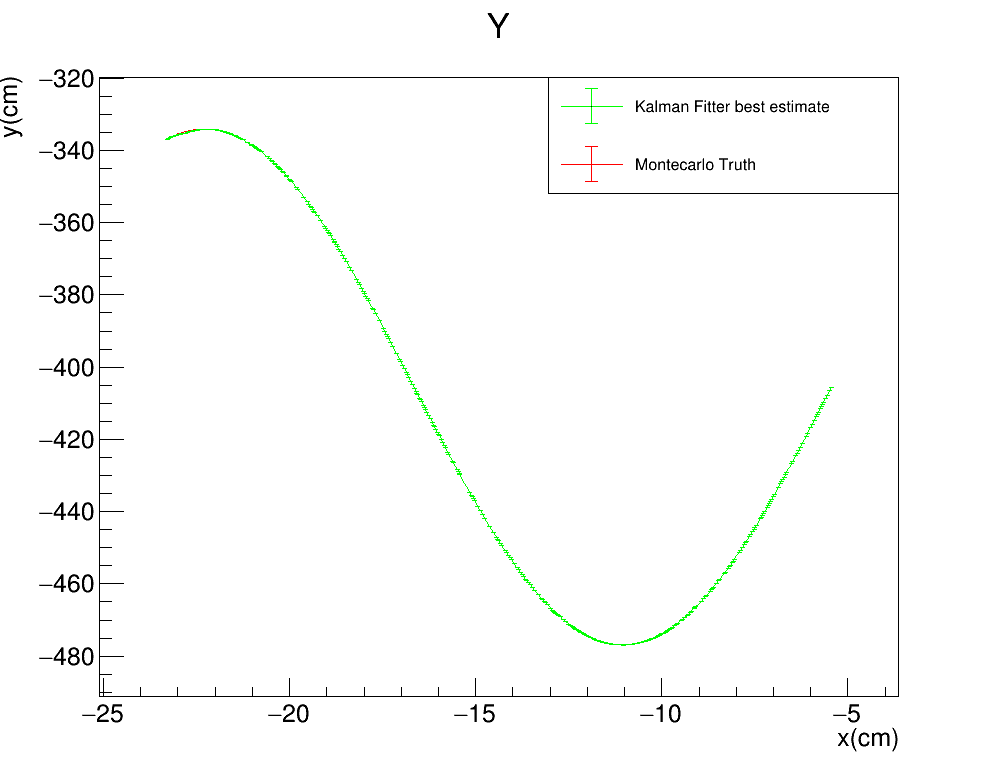 Y
y(cm)
−320
−340
−360
−380
−400
−420
−440
−460
−480
Kalman Fitter best estimate
Montecarlo Truth
−25 −20 −15 −10 −5
x(cm)